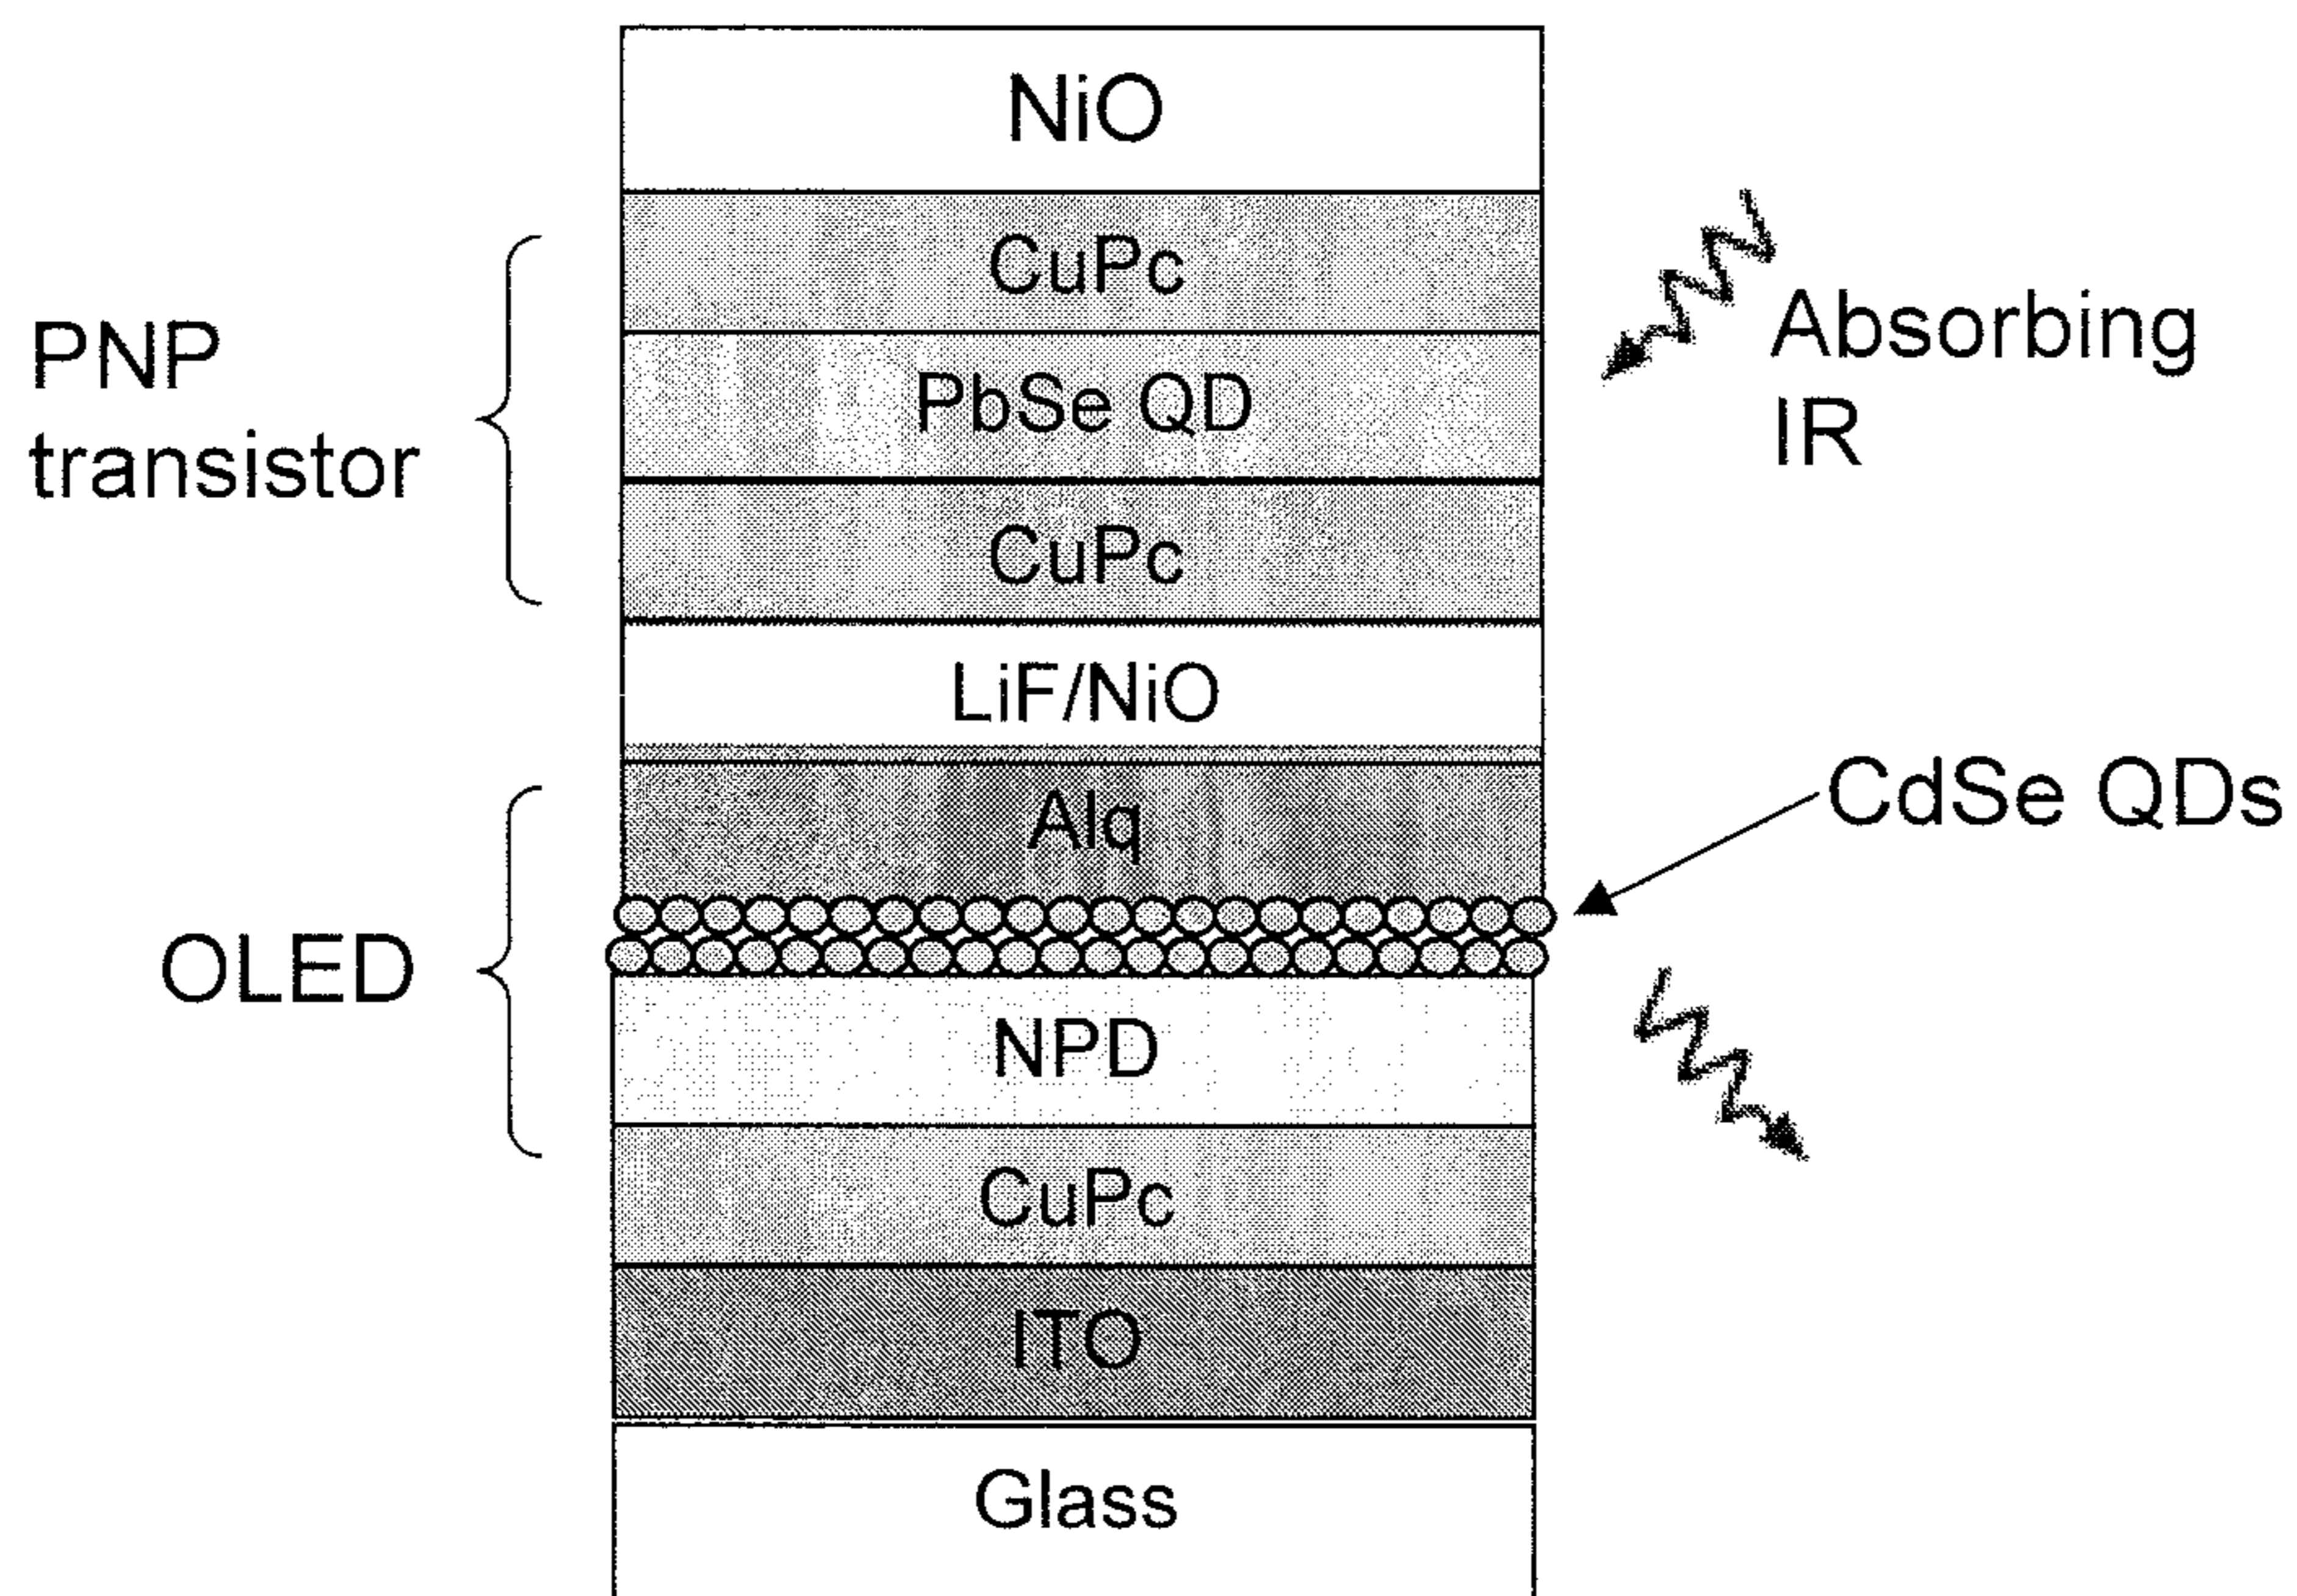 NiO
CuPc
PNP
transistor
PbSe QD
Absorbing
IR
CuPc
LiF/NiO
Alq
CdSe QDs
OLED
NPD
CuPc
ITO
Glass